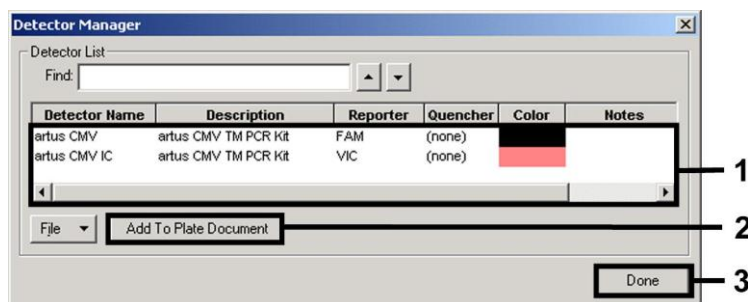 Detector Manager
Detector List
Find:
Detector Name Description Reporter Quencher Color Notes
artus CMV artus CMV TM PCR Kit FAM (none)
artus CMV IC artus CMV TM PCR Kit VIC (none)
1
File Add To Plate Document 2
Done 3